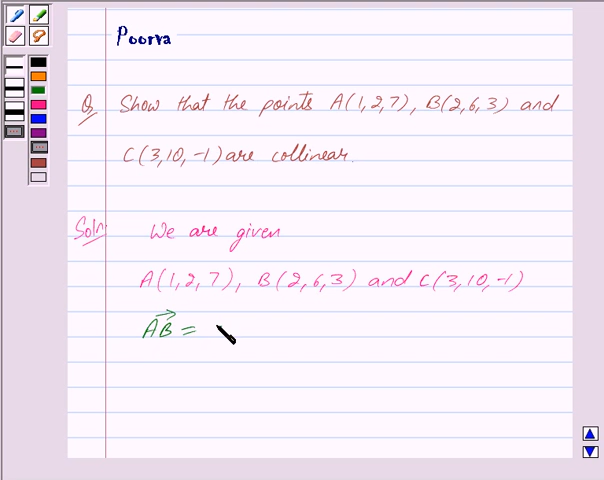 Poorva
Q. Show that the points A(1,2,7), B(2,6,3) and
C(3,10,-1) are collinear.
Soln: We are given
A(1,2,7), B(2,6,3) and C(3,10,-1)
$\overrightarrow{AB}$ =